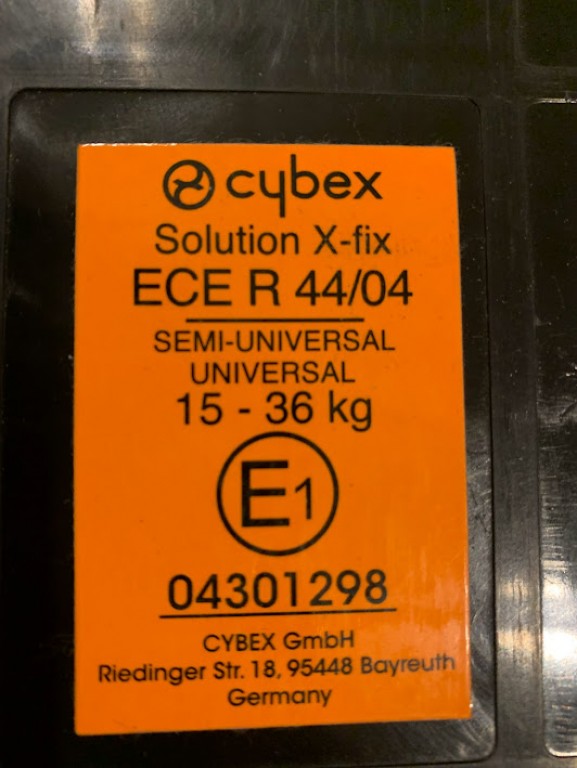 cybex
Solution X-fix
ECE R 44/04
SEMI-UNIVERSAL
UNIVERSAL
15 - 36 kg
E1
04301298
CYBEX GmbH
Riedinger Str. 18, 95448 Bayreuth
Germany